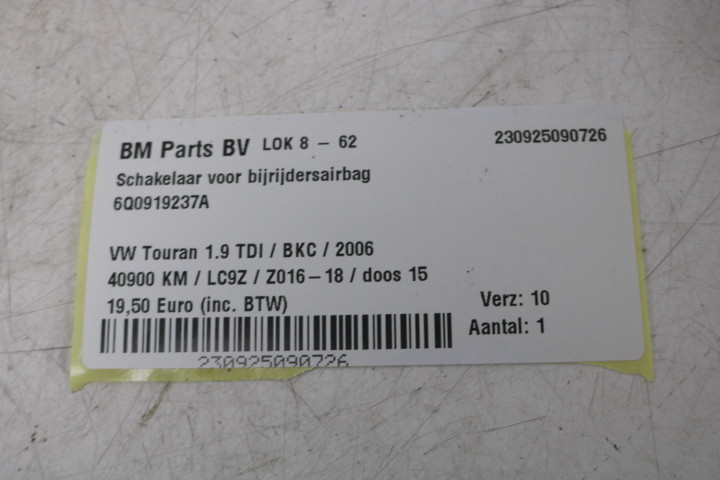 BM Parts BV LOK 8 - 62 230925090726
Schakelaar voor bijrijdersairbag
6Q0919237A
VW Touran 1.9 TDI / BKC / 2006
40900 KM / LC9Z / Z016-18 / doos 15
19,50 Euro (inc. BTW) Verz: 10
Aantal: 1
230925090726